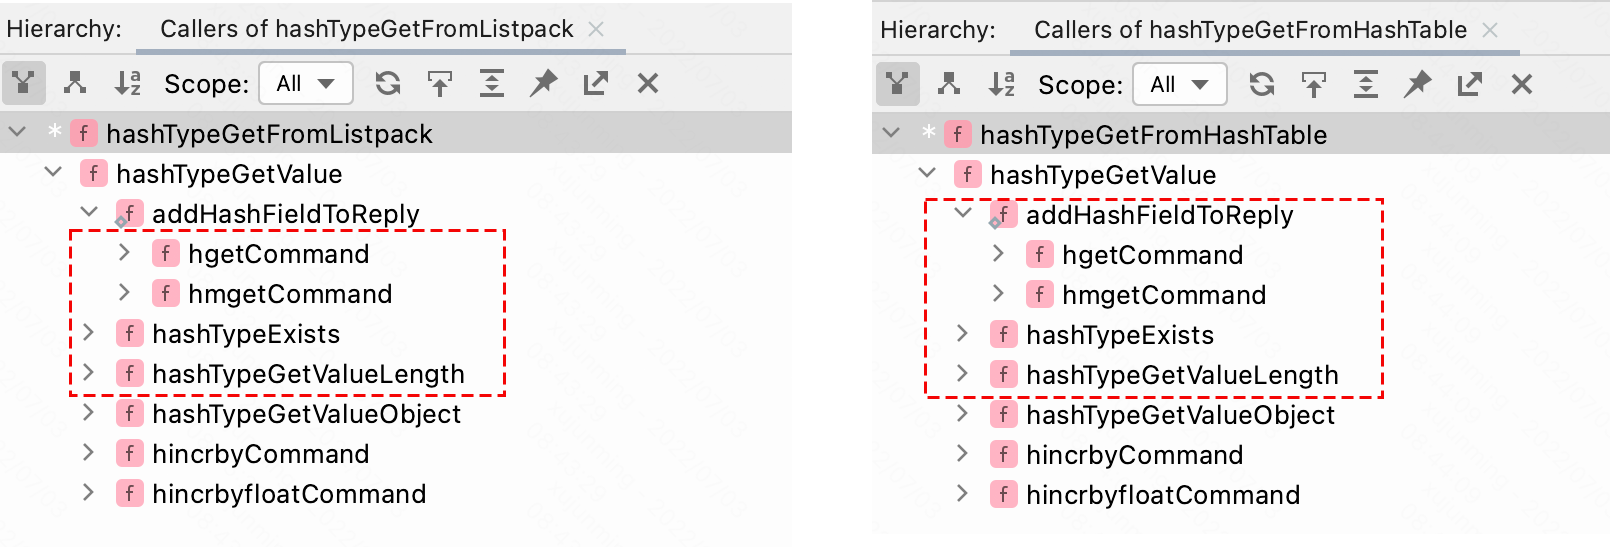 Hierarchy: Callers of hashTypeGetFromListpack
Scope: All
* f hashTypeGetFromListpack
f hashTypeGetValue
f addHashFieldToReply
f hgetCommand
f hmgetCommand
f hashTypeExists
f hashTypeGetValueLength
f hashTypeGetValueObject
f hincrbyCommand
f hincrbyfloatCommand
Hierarchy: Callers of hashTypeGetFromHashTable
Scope: All
* f hashTypeGetFromHashTable
f hashTypeGetValue
f addHashFieldToReply
f hgetCommand
f hmgetCommand
f hashTypeExists
f hashTypeGetValueLength
f hashTypeGetValueObject
f hincrbyCommand
f hincrbyfloatCommand